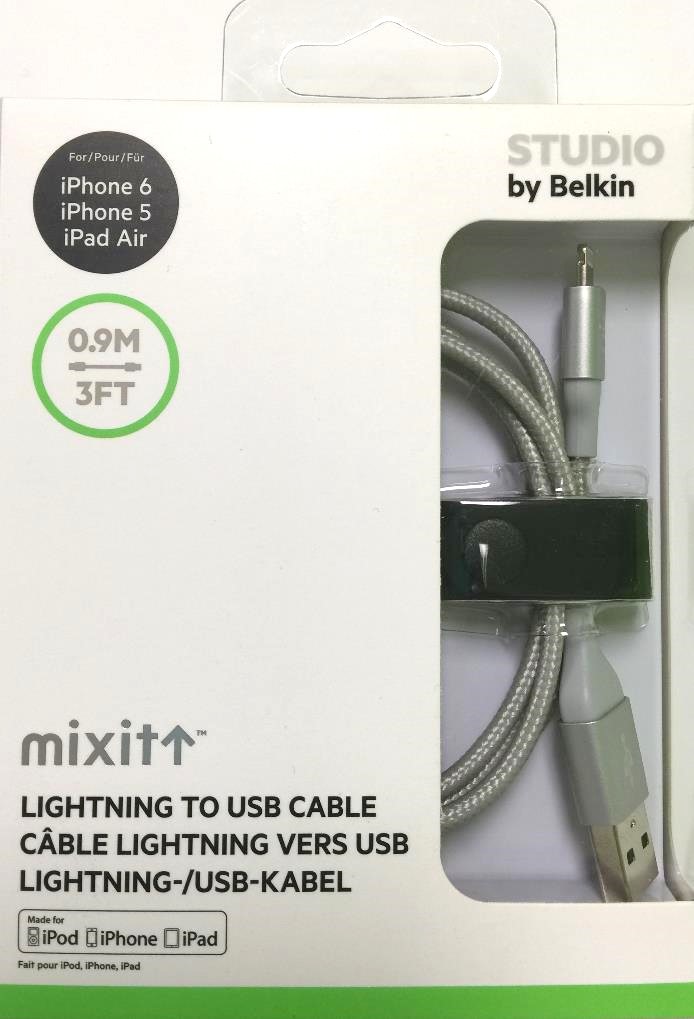 For/Pour/Für
iPhone 6
iPhone 5
iPad Air
STUDIO
by Belkin
0.9M
3FT
mixit↑™
LIGHTNING TO USB CABLE
CÂBLE LIGHTNING VERS USB
LIGHTNING-/USB-KABEL
Made for
iPod iPhone iPad
Fait pour iPod, iPhone, iPad